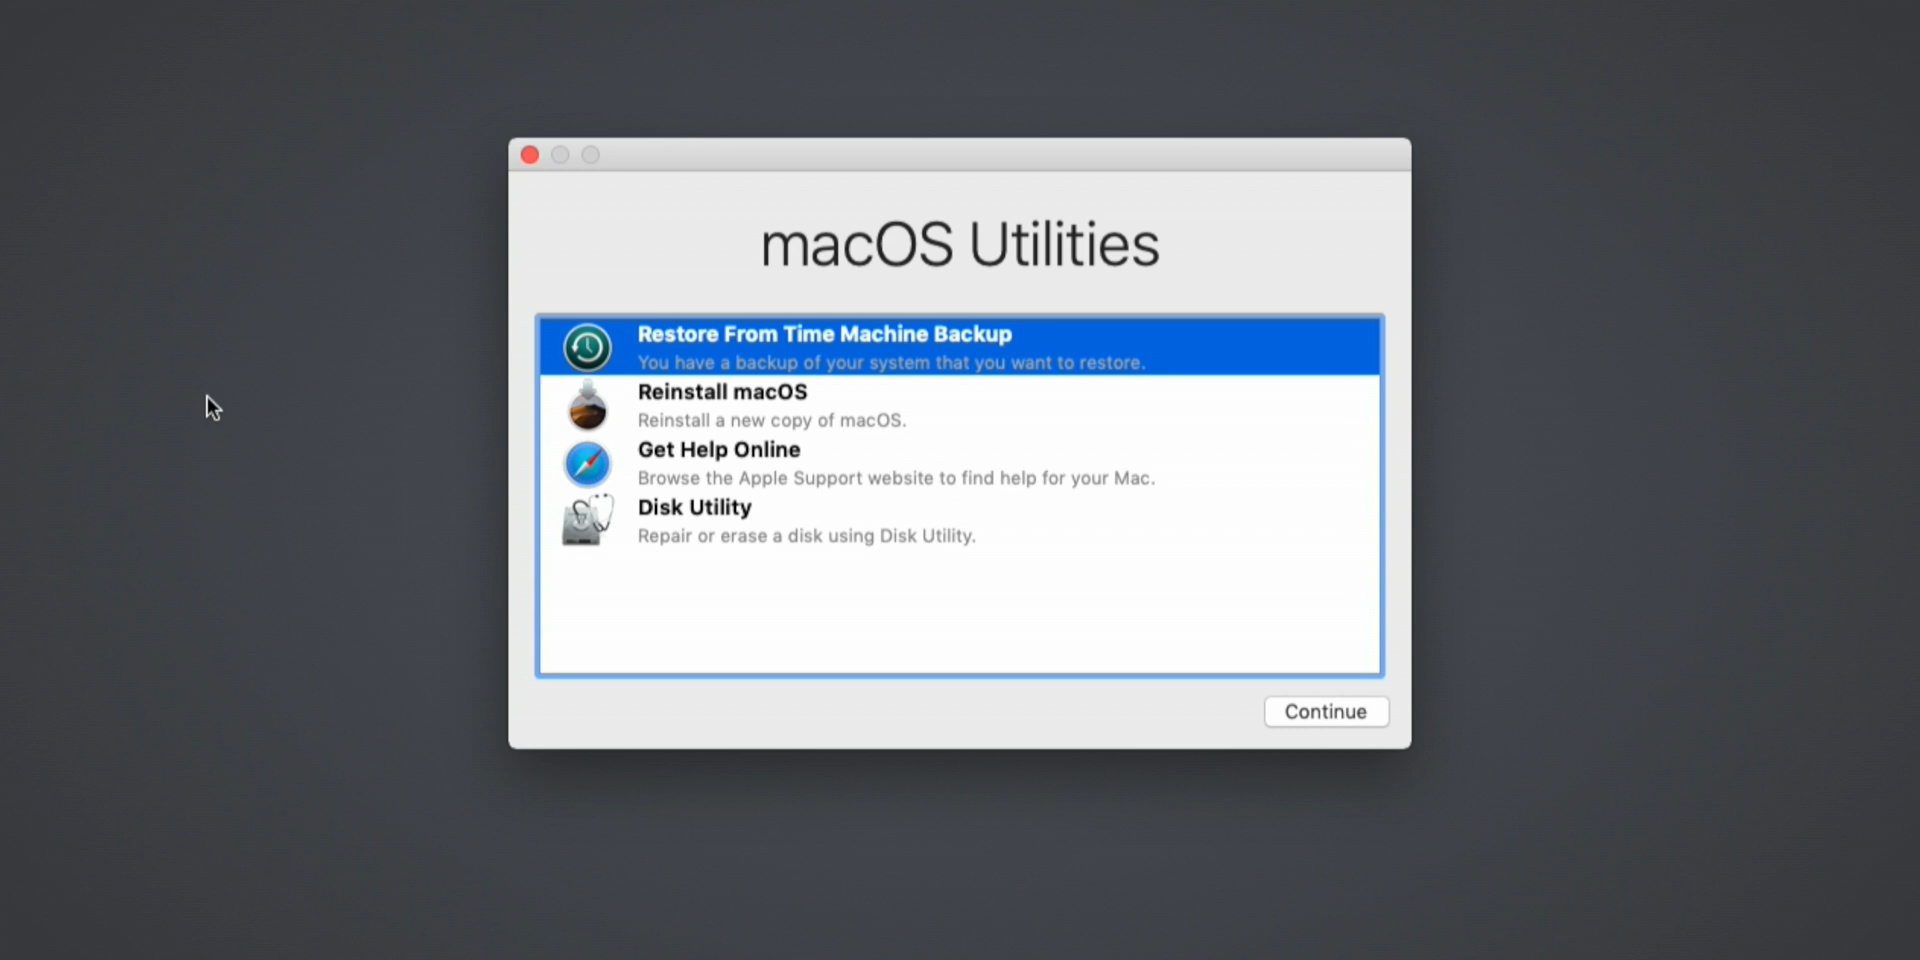 macOS Utilities
Restore From Time Machine Backup
You have a backup of your system that you want to restore.
Reinstall macOS
Reinstall a new copy of macOS.
Get Help Online
Browse the Apple Support website to find help for your Mac.
Disk Utility
Repair or erase a disk using Disk Utility.
Continue